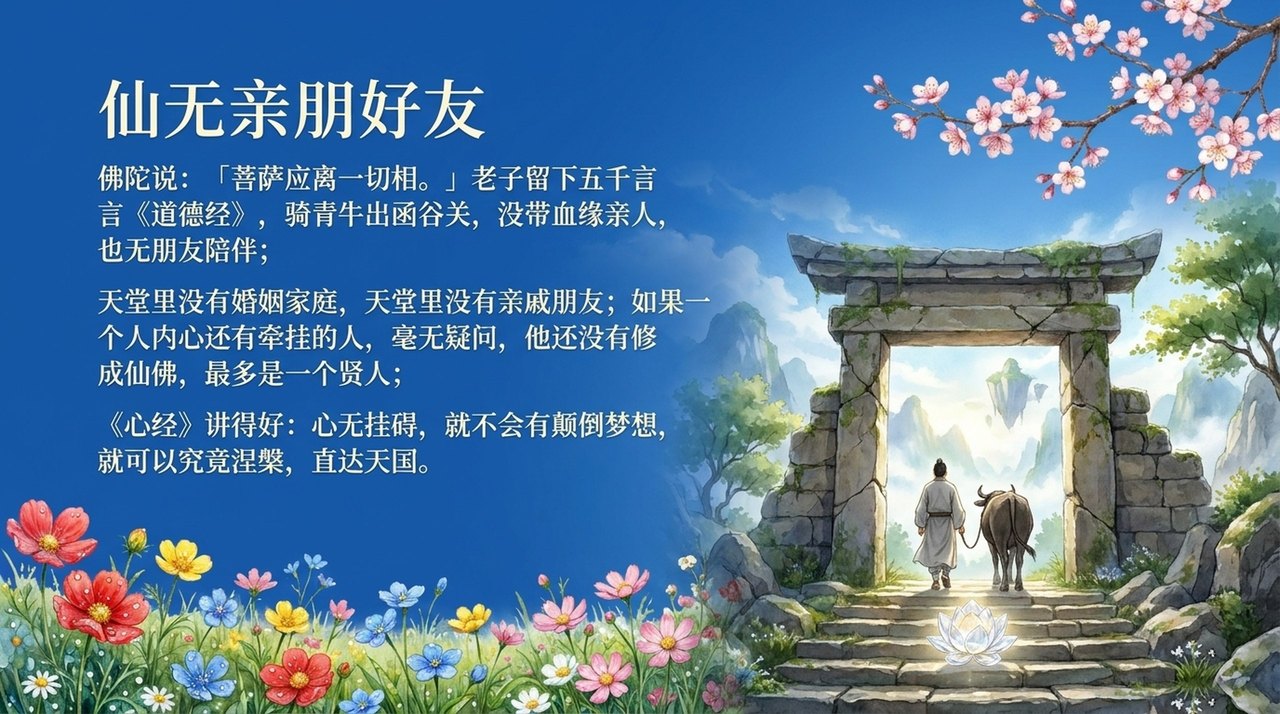 仙无亲朋好友
佛陀说：「菩萨应离一切相。」老子留下五千言
言《道德经》，骑青牛出函谷关，没带血缘亲人，
也无朋友陪伴；
天堂里没有婚姻家庭，天堂里没有亲戚朋友；如果一
个人内心还有牵挂的人，毫无疑问，他还没有修
成仙佛，最多是一个贤人；
《心经》讲得好：心无挂碍，就不会有颠倒梦想，
就可以究竟涅槃，直达天国。